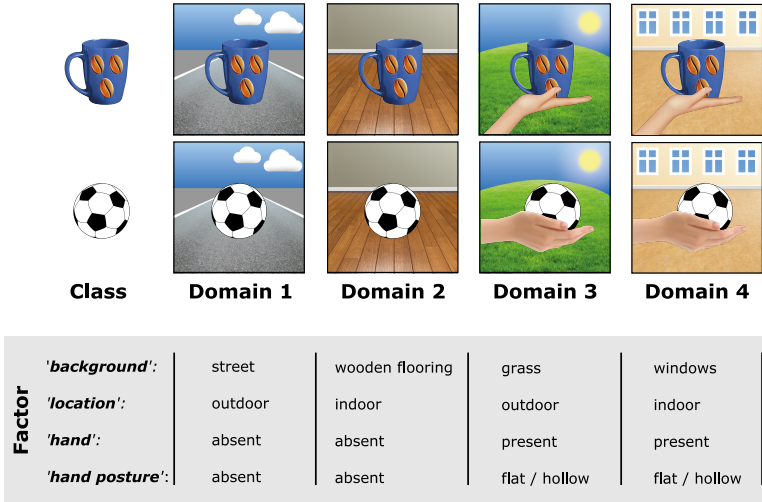 Class Domain 1 Domain 2 Domain 3 Domain 4
Factor
'background': street wooden flooring grass windows
'location': outdoor indoor outdoor indoor
'hand': absent absent present present
'hand posture': absent absent flat / hollow flat / hollow